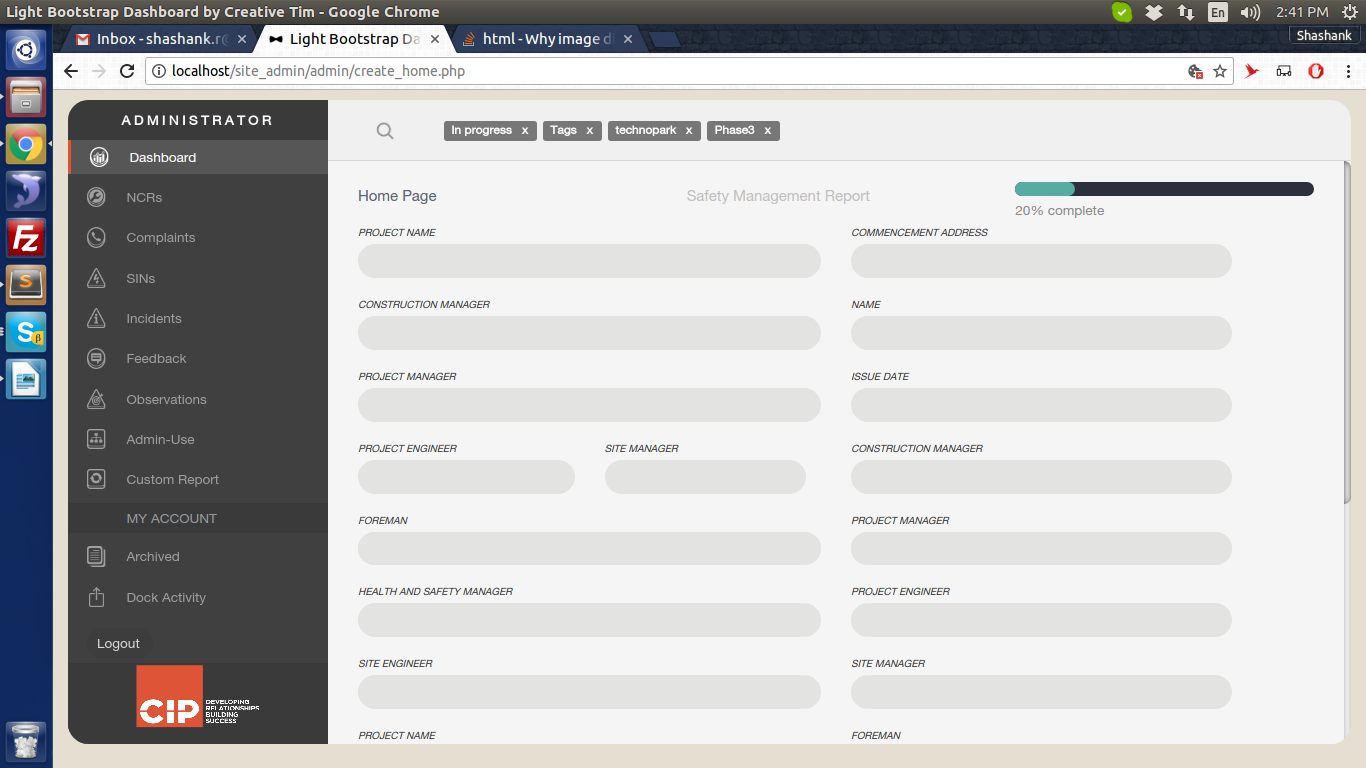 Light Bootstrap Dashboard by Creative Tim - Google Chrome
En
2:41 PM
Inbox - shashank.r@
Light Bootstrap Da
html - Why image d
Shashank
localhost/site_admin/admin/create_home.php
ADMINISTRATOR
Dashboard
NCRs
Complaints
SINs
Incidents
Feedback
Observations
Admin-Use
Custom Report
MY ACCOUNT
Archived
Dock Activity
Logout
CIP
DEVELOPING
RELATIONSHIPS
BUILDING
SUCCESS
In progress x
Tags x
technopark x
Phase3 x
Home Page
Safety Management Report
20% complete
PROJECT NAME
COMMENCEMENT ADDRESS
CONSTRUCTION MANAGER
NAME
PROJECT MANAGER
ISSUE DATE
PROJECT ENGINEER
SITE MANAGER
CONSTRUCTION MANAGER
FOREMAN
PROJECT MANAGER
HEALTH AND SAFETY MANAGER
PROJECT ENGINEER
SITE ENGINEER
SITE MANAGER
PROJECT NAME
FOREMAN